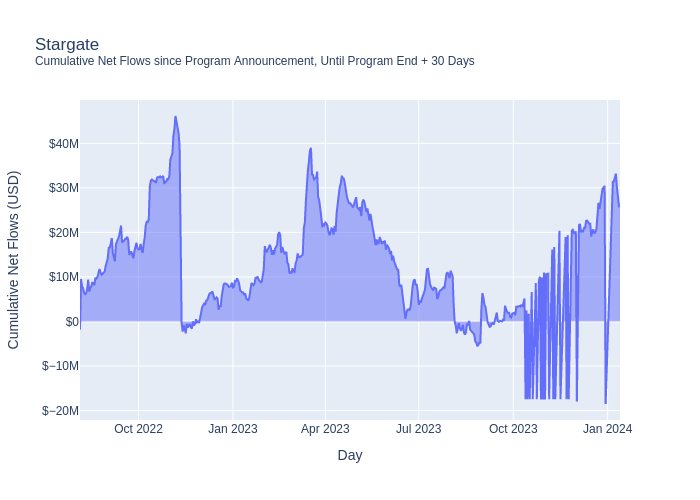 Stargate
Cumulative Net Flows since Program Announcement, Until Program End + 30 Days
Cumulative Net Flows (USD)
$40M
$30M
$20M
$10M
$0
$−10M
$−20M
Oct 2022
Jan 2023
Apr 2023
Jul 2023
Oct 2023
Jan 2024
Day